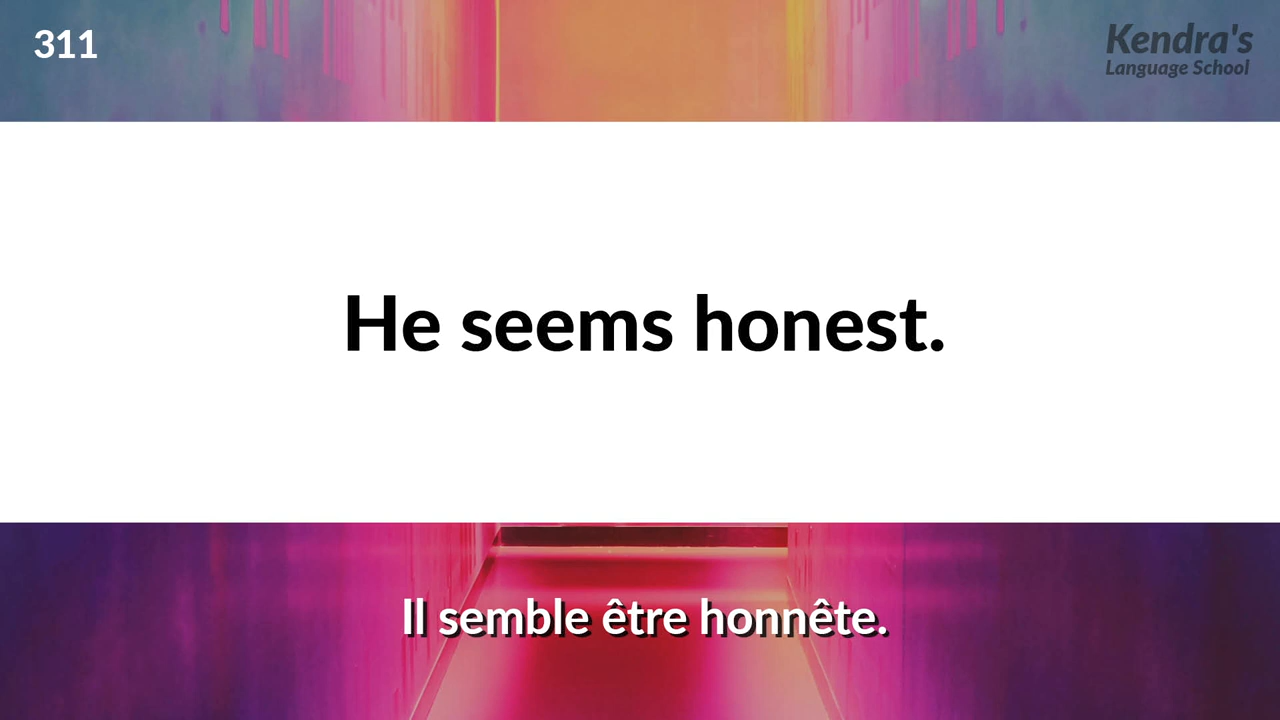 311
Kendra's
Language School
He seems honest.
Il semble être honnête.